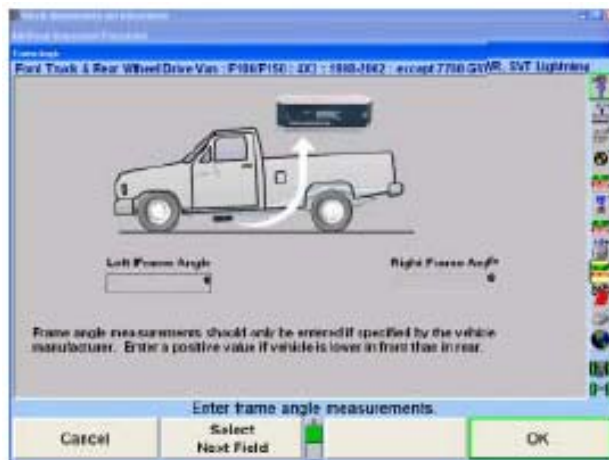 Frame Angle
Ford Truck & Rear Wheel Drive Van : F100/F150 : 4X2 : : except 7700 GVWR, SVT Lightning
Left Frame Angle
Right Frame Angle
Frame angle measurements should only be entered if specified by the vehicle
manufacturer. Enter a positive value if vehicle is lower in front than in rear.
Enter frame angle measurements.
Cancel
Select
Next Field
OK